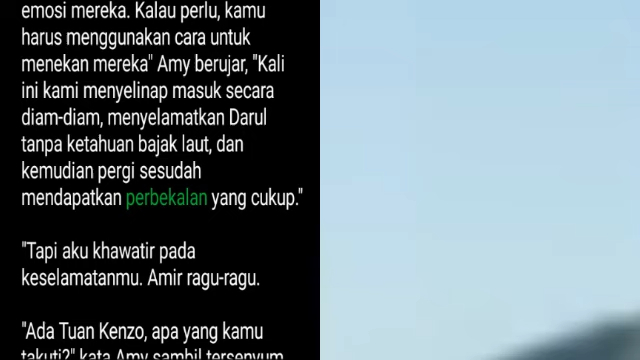 emosi mereka. Kalau perlu, kamu
harus menggunakan cara untuk
menekan mereka" Amy berujar, "Kali
ini kami menyelinap masuk secara
diam-diam, menyelamatkan Darul
tanpa ketahuan bajak laut, dan
kemudian pergi sesudah
mendapatkan perbekalan yang cukup."
"Tapi aku khawatir pada
keselamatanmu. Amir ragu-ragu.
"Ada Tuan Kenzo, apa yang kamu
takuti?" kata Amy sambil tersenyum